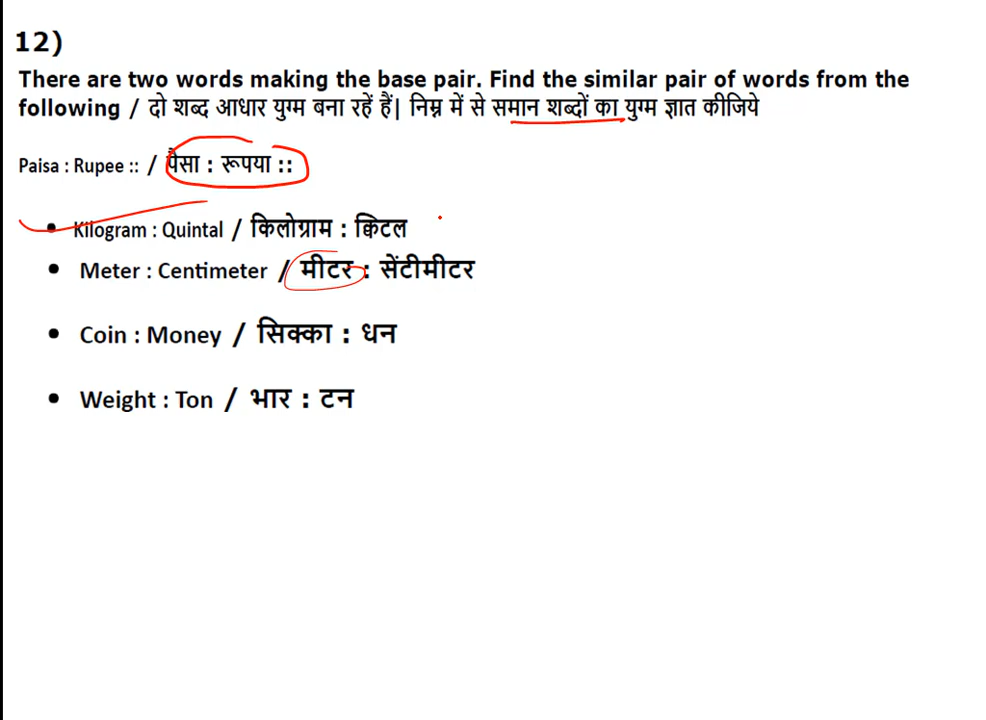 12)
There are two words making the base pair. Find the similar pair of words from the
following / दो शब्द आधार युग्म बना रहें हैं| निम्न में से समान शब्दों का युग्म ज्ञात कीजिये
Paisa : Rupee :: / पैसा : रूपया ::
• Kilogram : Quintal / किलोग्राम : क्विटल
• Meter : Centimeter / मीटर : सेंटीमीटर
• Coin : Money / सिक्का : धन
• Weight : Ton / भार : टन